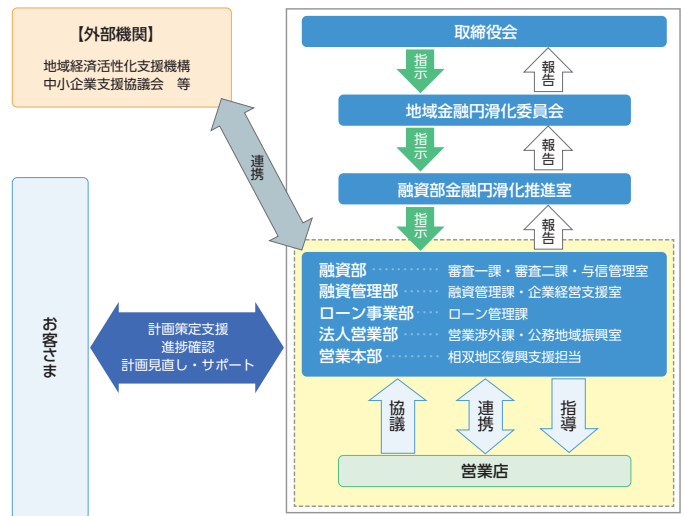 【外部機関】
地域経済活性化支援機構
中小企業支援協議会　等
取締役会
指示
報告
地域金融円滑化委員会
指示
報告
連携
融資部金融円滑化推進室
指示
報告
融資部 ········· 審査一課・審査二課・与信管理室
融資管理部 ······ 融資管理課・企業経営支援室
ローン事業部 ···· ローン管理課
法人営業部 ······ 営業渉外課・公務地域振興室
営業本部 ······· 相双地区復興支援担当
お客さま
計画策定支援
進捗確認
計画見直し・サポート
協議
連携
指導
営業店